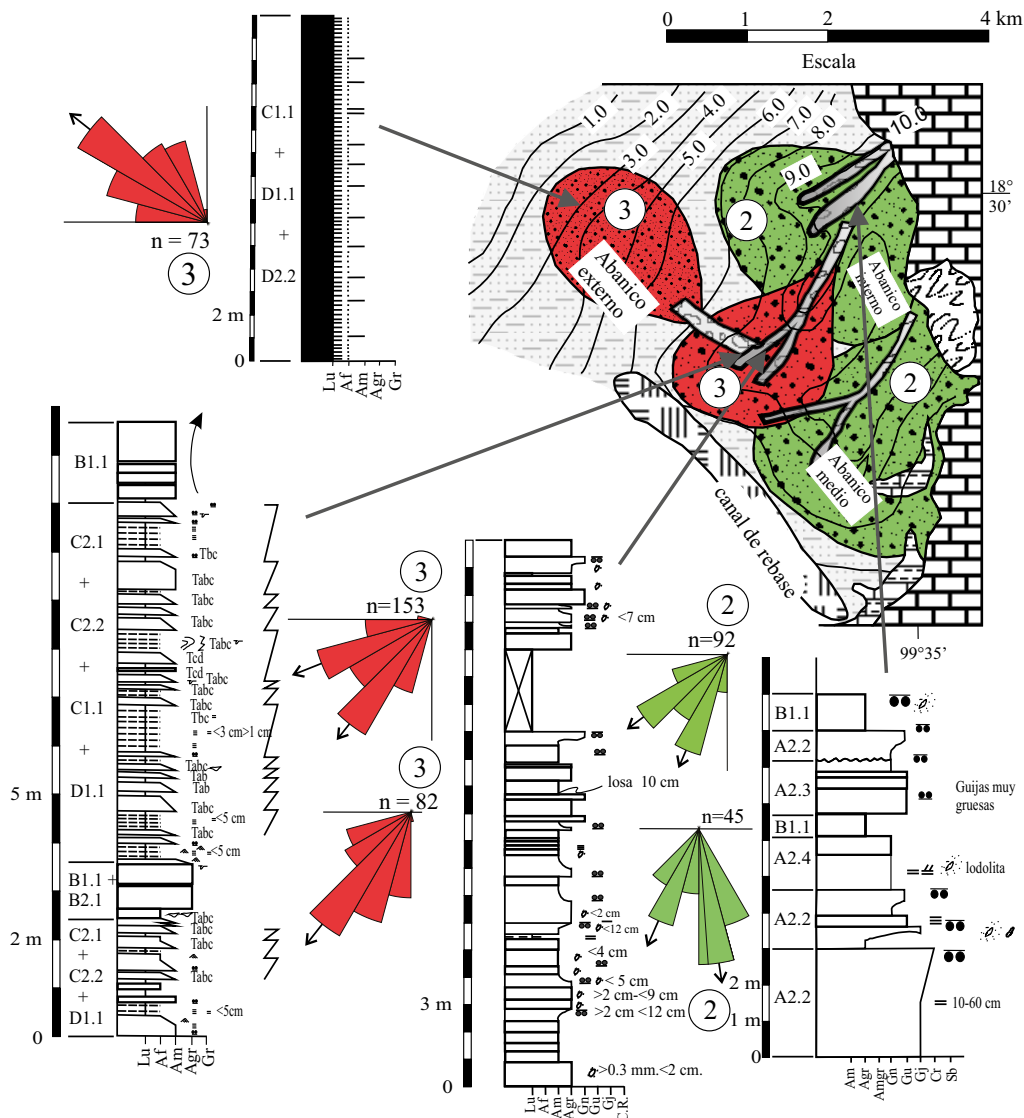 0 1 2 4 km
Escala
C1.1
+
D1.1
+
D2.2
2 m
0
Lu
Af
Am
Agr
Gr
n = 73
3
1.0
2.0
3.0
4.0
5.0
6.0
7.0
8.0
9.0
10.0
18°
30’
3
2
Abanico
externo
Abanico
interno
3
2
Abanico
medio
canal de rebase
99°35’
B1.1
C2.1
+
C2.2
+
C1.1
+
D1.1
5 m
B1.1 +
B2.1
2 m
C2.1
+
C2.2
+
D1.1
0
Tbc
Tabc
Tabc
Tabc
Tabc
Tcd
Tcd
Tabc
Tabc
Tabc
Tbc
<3 cm>1 cm
Tabc
Tab
Tab
Tabc
<5 cm
Tabc
<5 cm
Tabc
Tabc
Tabc
<5cm
Lu
Af
Am
Agr
Gr
3
n=153
3
n = 82
<7 cm
losa 10 cm
<2 cm
<12 cm
<4 cm
< 5 cm
>2 cm-<9 cm
>2 cm <12 cm
>0.3 mm.<2 cm.
3 m
0
Lu
Af
Am
Agr
Gn
Gu
Gj
C.R.
2
n=92
n=45
2
B1.1
A2.2
A2.3
B1.1
A2.4
A2.2
A2.2
Guijas muy
gruesas
lodolita
10-60 cm
2 m
1 m
0
Am
Agr
Amgr
Gn
Gu
Gj
Cr
Sb